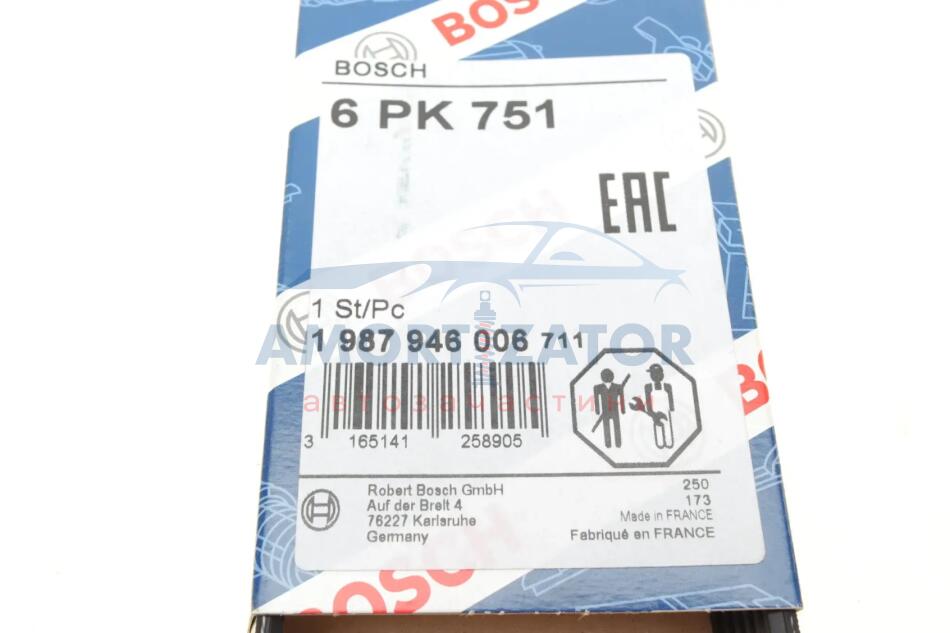 BOSCH
BOSCH
6 PK 751
EAC
BOSCH
1 St/Pc
1 987 946 006 711
AMORTIZATOR
автозапчастини
3 165141 258905
BOSCH
Robert Bosch GmbH
Auf der Breit 4
76227 Karlsruhe
Germany
250
173
Made in FRANCE
Fabriqué en FRANCE
BOSCH